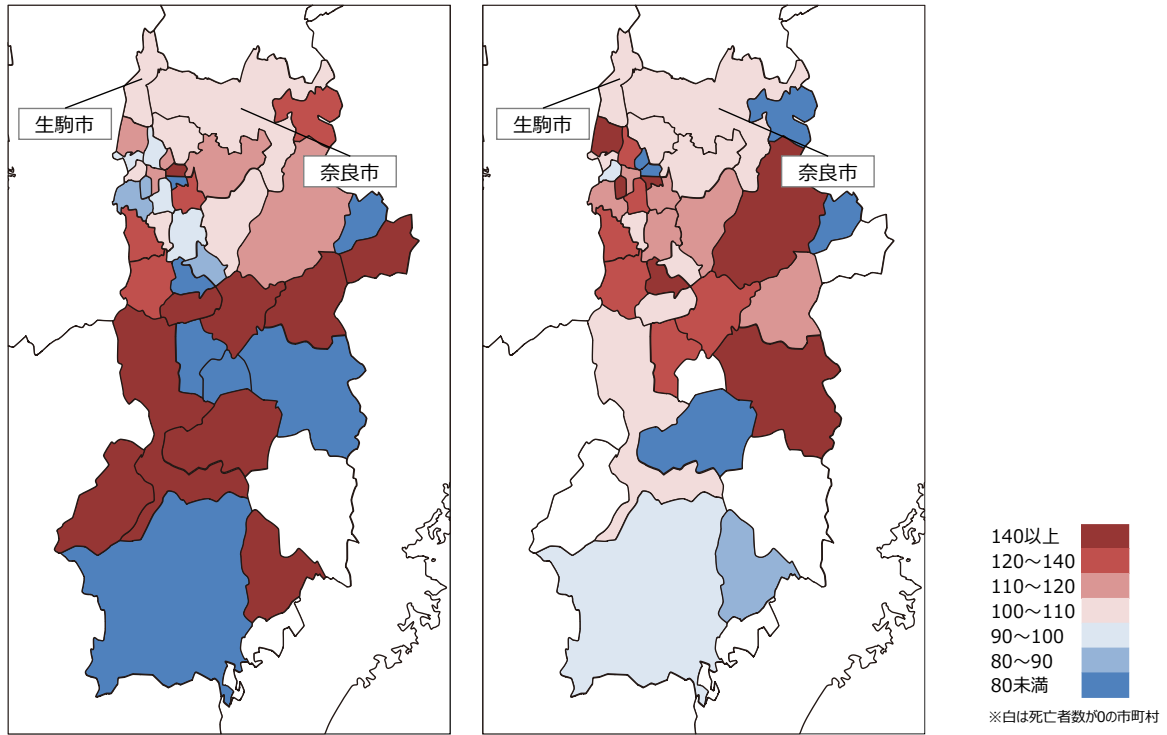 生駒市
奈良市
生駒市
奈良市
140以上
120～140
110～120
100～110
90～100
80～90
80未満
※白は死亡者数が0の市町村